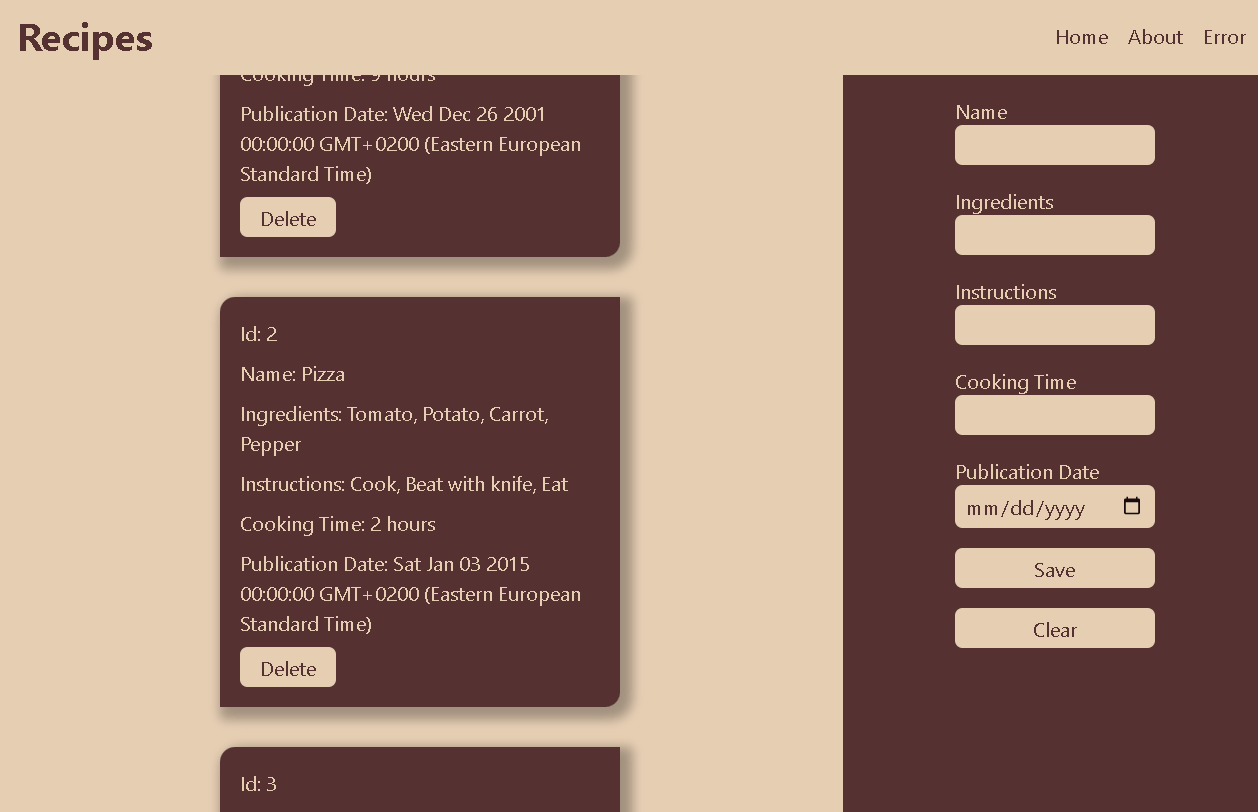 Recipes
Home About Error
Cooking Time: 9 hours
Publication Date: Wed Dec 26 2001
00:00:00 GMT+0200 (Eastern European
Standard Time)
Delete
Id: 2
Name: Pizza
Ingredients: Tomato, Potato, Carrot,
Pepper
Instructions: Cook, Beat with knife, Eat
Cooking Time: 2 hours
Publication Date: Sat Jan 03 2015
00:00:00 GMT+0200 (Eastern European
Standard Time)
Delete
Id: 3
Name
Ingredients
Instructions
Cooking Time
Publication Date
mm/dd/yyyy
Save
Clear